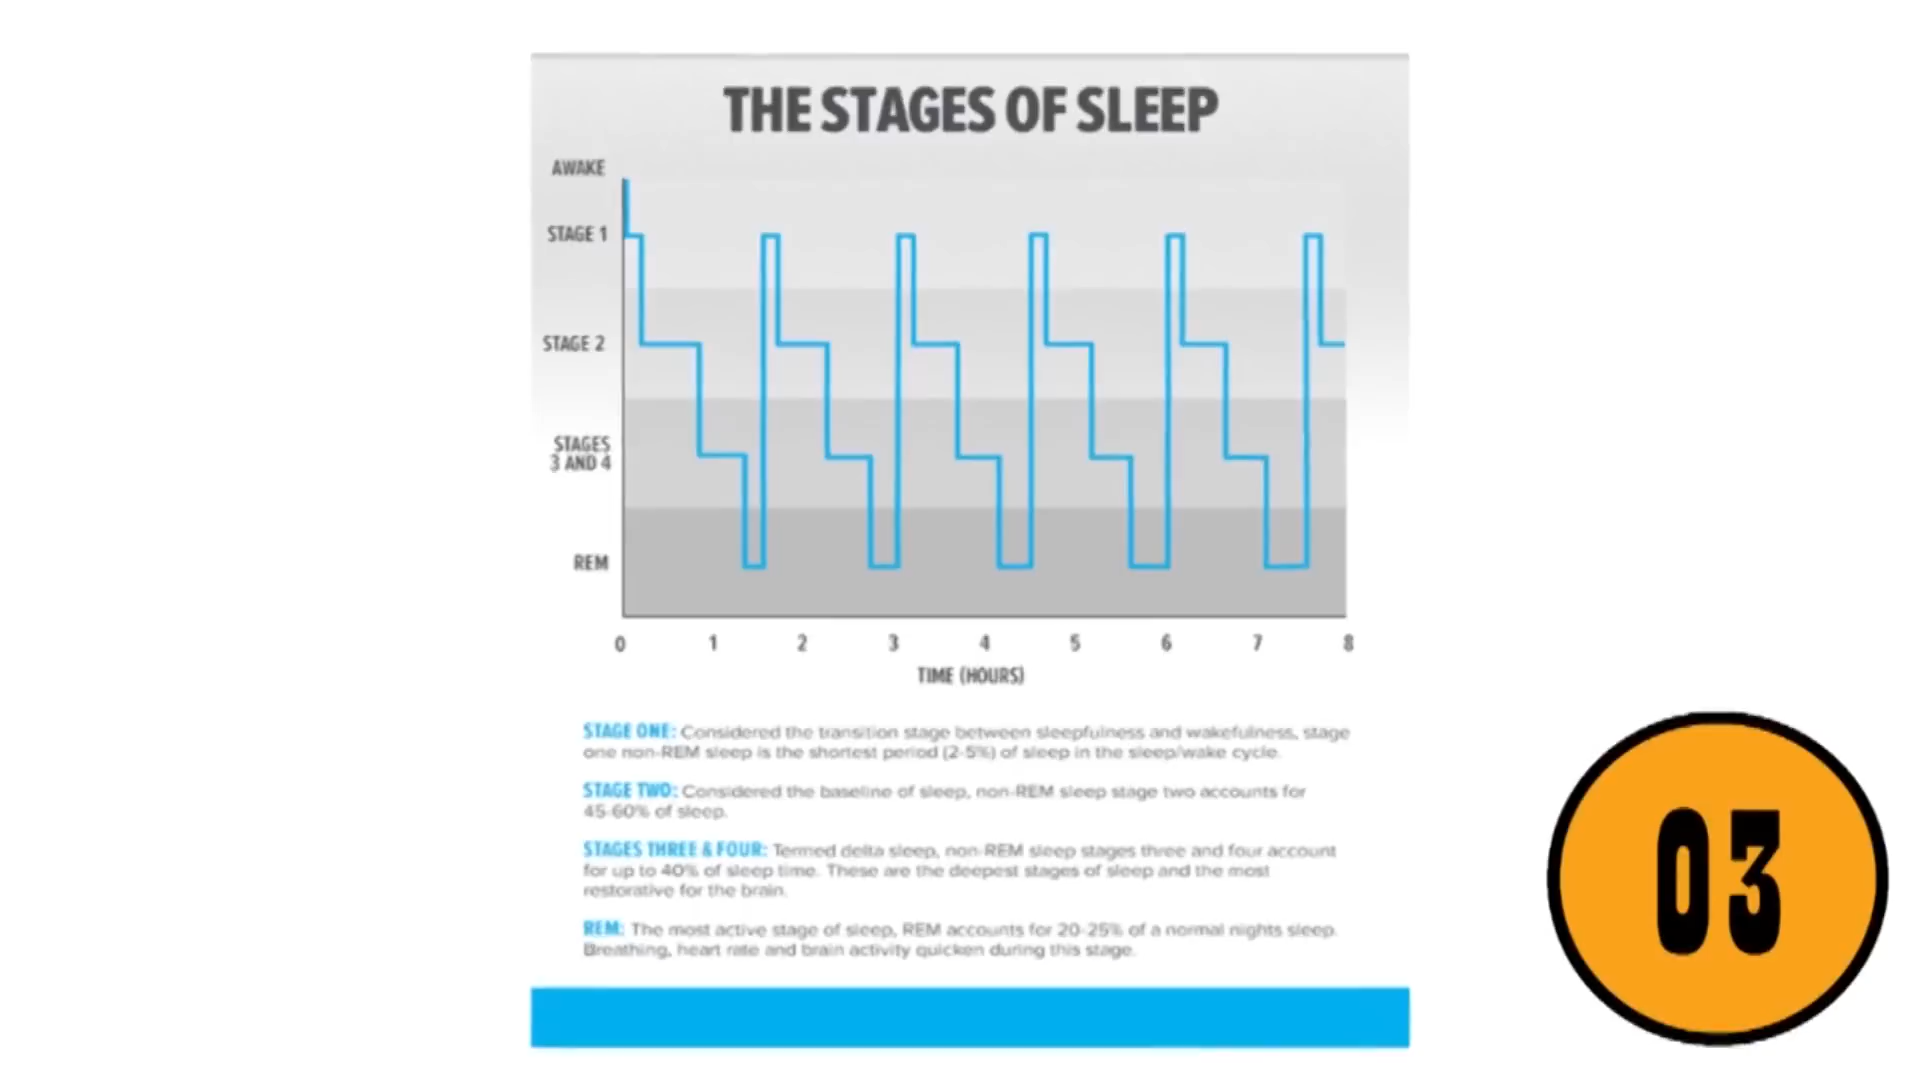 THE STAGES OF SLEEP
AWAKE
STAGE 1
STAGE 2
STAGES
3 AND 4
REM
0 1 2 3 4 5 6 7 8
TIME (HOURS)
STAGE ONE: Considered the transition stage between sleepfulness and wakefulness, stage
one non-REM sleep is the shortest period (2-5%) of sleep in the sleep/wake cycle.
STAGE TWO: Considered the baseline of sleep, non-REM sleep stage two accounts for
45-60% of sleep.
STAGES THREE & FOUR: Termed delta sleep, non-REM sleep stages three and four account
for up to 40% of sleep time. These are the deepest stages of sleep and the most
restorative for the brain.
REM: The most active stage of sleep, REM accounts for 20-25% of a normal nights sleep.
Breathing, heart rate and brain activity quicken during this stage.
03